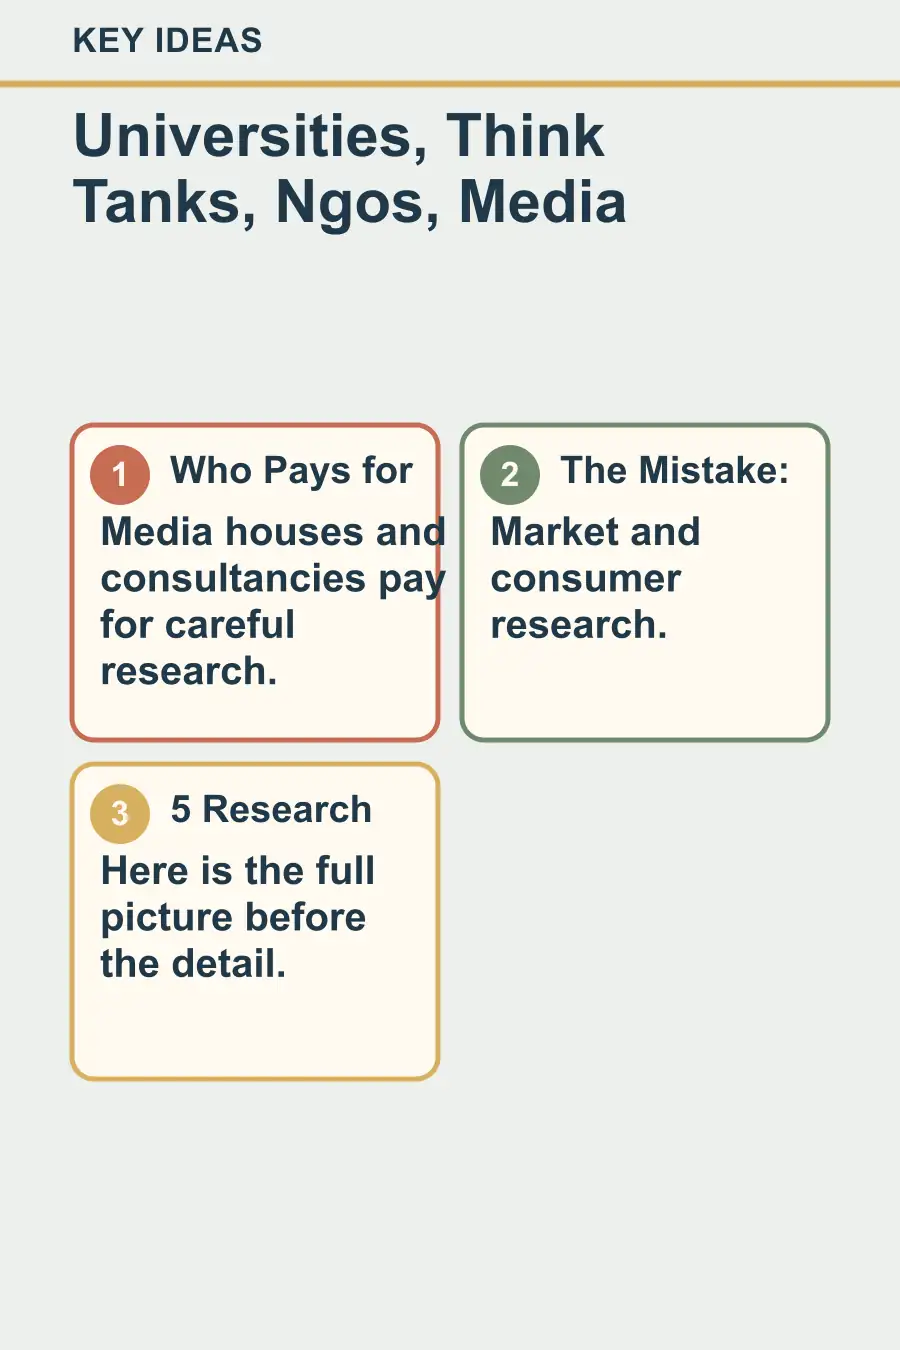 KEY IDEAS
Universities, Think
Tanks, Ngos, Media
1 Who Pays for
Media houses and
consultancies pay
for careful
research.
2 The Mistake:
Market and
consumer
research.
3 5 Research
Here is the full
picture before
the detail.